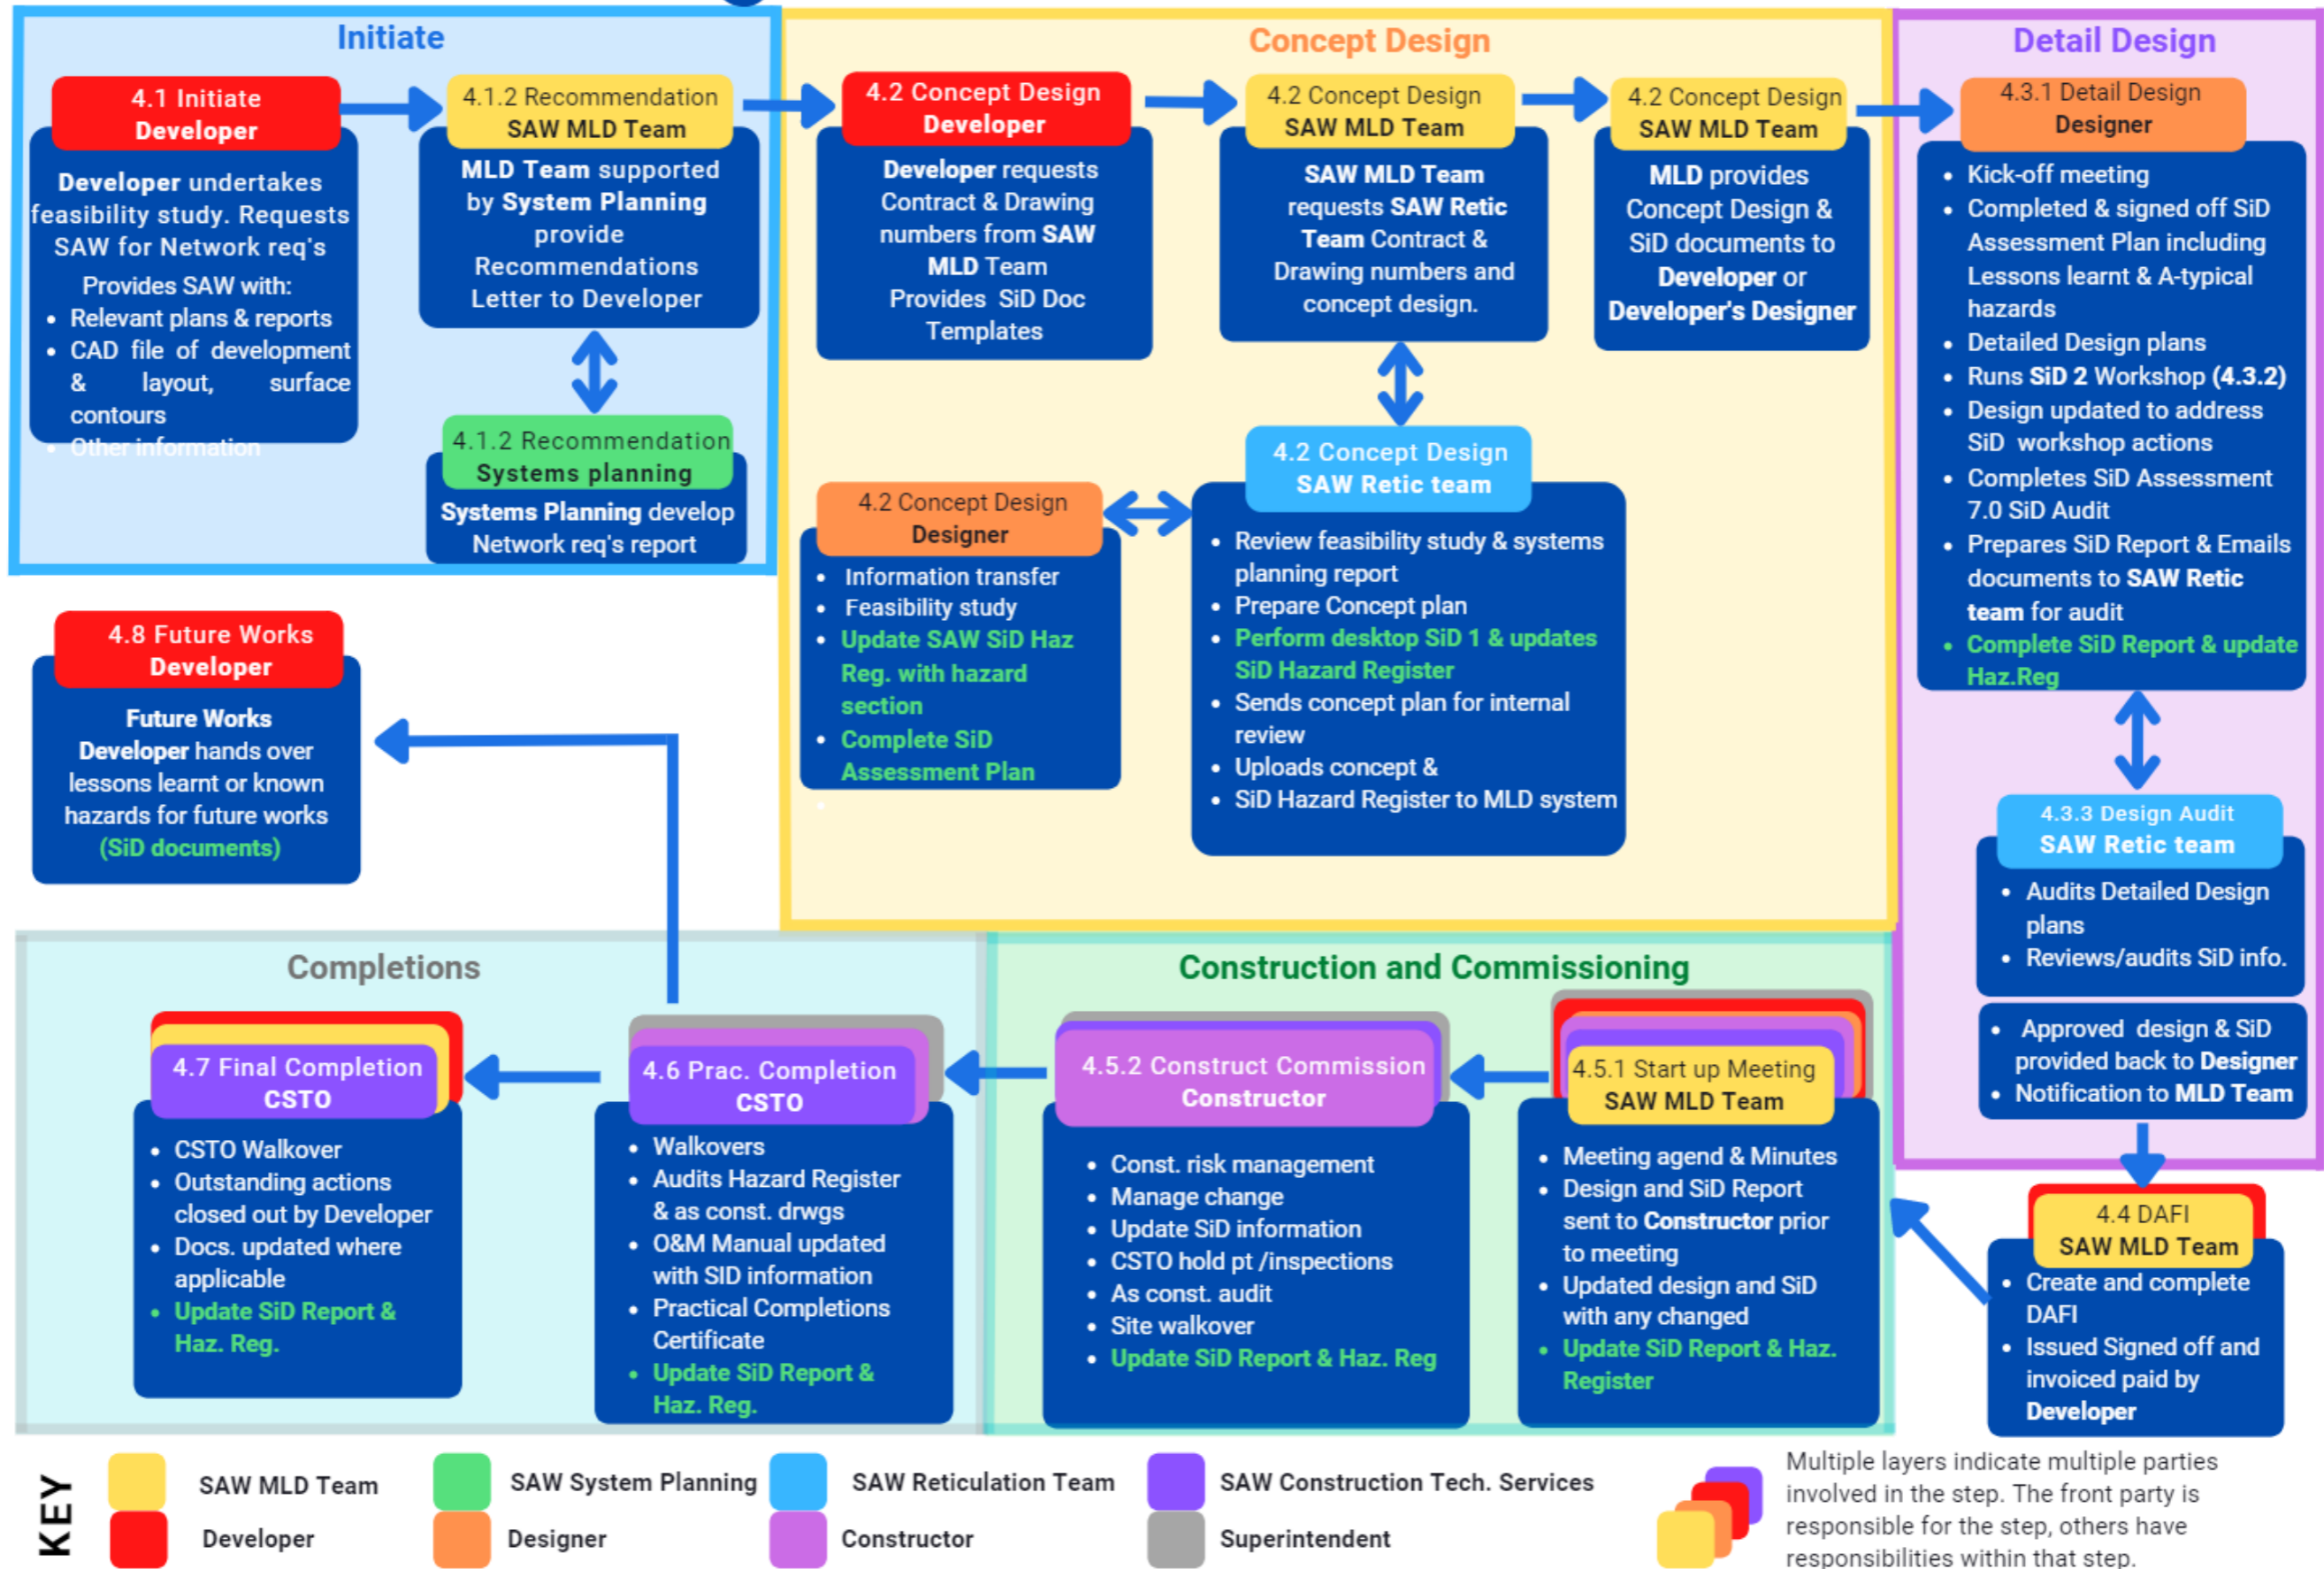 Initiate
4.1 Initiate
Developer
Developer undertakes
feasibility study. Requests
SAW for Network req's
Provides SAW with:
• Relevant plans & reports
• CAD file of development
& layout, surface
contours
• Other information
4.1.2 Recommendation
SAW MLD Team
MLD Team supported
by System Planning
provide
Recommendations
Letter to Developer
4.1.2 Recommendation
Systems planning
Systems Planning develop
Network req's report
Concept Design
4.2 Concept Design
Developer
Developer requests
Contract & Drawing
numbers from SAW
MLD Team
Provides SiD Doc
Templates
4.2 Concept Design
SAW MLD Team
SAW MLD Team
requests SAW Retic
Team Contract &
Drawing numbers and
concept design.
4.2 Concept Design
SAW MLD Team
MLD provides
Concept Design &
SiD documents to
Developer or
Developer's Designer
4.2 Concept Design
Designer
• Information transfer
• Feasibility study
• Update SAW SiD Haz
Reg. with hazard
section
• Complete SiD
Assessment Plan
4.2 Concept Design
SAW Retic team
• Review feasibility study & systems
planning report
• Prepare Concept plan
• Perform desktop SiD 1 & updates
SiD Hazard Register
• Sends concept plan for internal
review
• Uploads concept &
• SiD Hazard Register to MLD system
Detail Design
4.3.1 Detail Design
Designer
• Kick-off meeting
• Completed & signed off SiD
Assessment Plan including
Lessons learnt & A-typical
hazards
• Detailed Design plans
• Runs SiD 2 Workshop (4.3.2)
• Design updated to address
SiD workshop actions
• Completes SiD Assessment
7.0 SiD Audit
• Prepares SiD Report & Emails
documents to SAW Retic
team for audit
• Complete SiD Report & update
Haz.Reg
4.3.3 Design Audit
SAW Retic team
• Audits Detailed Design
plans
• Reviews/audits SiD info.
• Approved design & SiD
provided back to Designer
• Notification to MLD Team
4.4 DAFI
SAW MLD Team
• Create and complete
DAFI
• Issued Signed off and
invoiced paid by
Developer
Construction and Commissioning
4.5.1 Start up Meeting
SAW MLD Team
• Meeting agend & Minutes
• Design and SiD Report
sent to Constructor prior
to meeting
• Updated design and SiD
with any changed
• Update SiD Report & Haz.
Register
4.5.2 Construct Commission
Constructor
• Const. risk management
• Manage change
• Update SiD information
• CSTO hold pt /inspections
• As const. audit
• Site walkover
• Update SiD Report & Haz. Reg
Completions
4.6 Prac. Completion
CSTO
• Walkovers
• Audits Hazard Register
& as const. drwgs
• O&M Manual updated
with SID information
• Practical Completions
Certificate
• Update SiD Report &
Haz. Reg.
4.7 Final Completion
CSTO
• CSTO Walkover
• Outstanding actions
closed out by Developer
• Docs. updated where
applicable
• Update SiD Report &
Haz. Reg.
4.8 Future Works
Developer
Future Works
Developer hands over
lessons learnt or known
hazards for future works
(SiD documents)
KEY
SAW MLD Team
SAW System Planning
SAW Reticulation Team
SAW Construction Tech. Services
Developer
Designer
Constructor
Superintendent
Multiple layers indicate multiple parties
involved in the step. The front party is
responsible for the step, others have
responsibilities within that step.